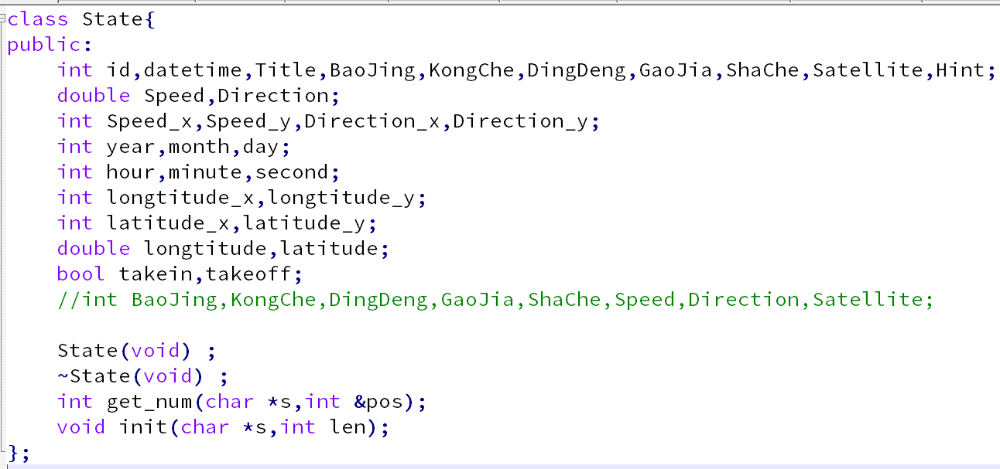 class State{
public:
    int id,datetime,Title,BaoJing,KongChe,DingDeng,GaoJia,ShaChe,Satellite,Hint;
    double Speed,Direction;
    int Speed_x,Speed_y,Direction_x,Direction_y;
    int year,month,day;
    int hour,minute,second;
    int longtitude_x,longtitude_y;
    int latitude_x,latitude_y;
    double longtitude,latitude;
    bool takein,takeoff;
    //int BaoJing,KongChe,DingDeng,GaoJia,ShaChe,Speed,Direction,Satellite;
    State(void) ;
    ~State(void) ;
    int get_num(char *s,int &pos);
    void init(char *s,int len);
};